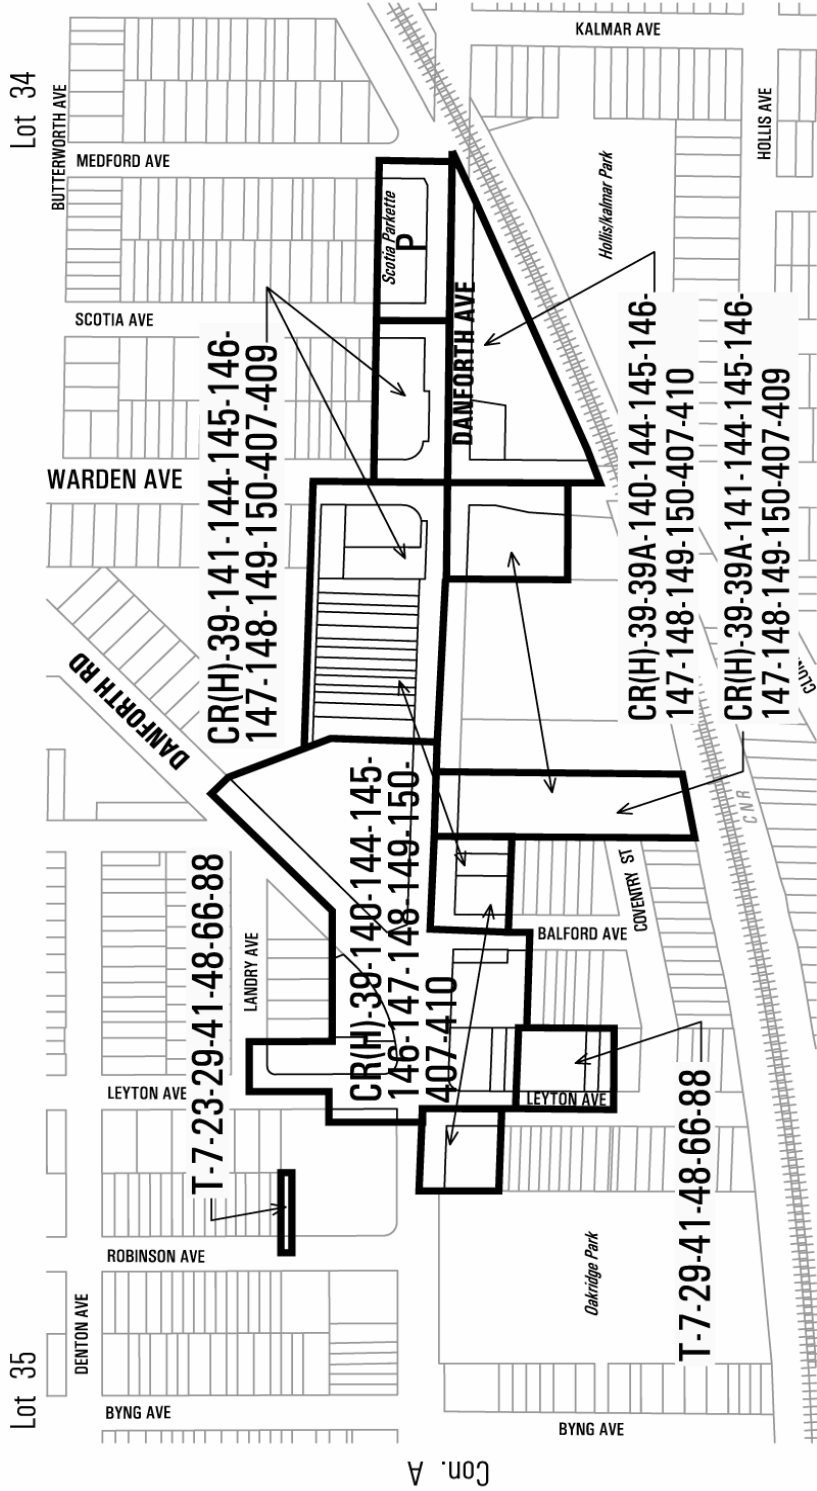 Lot 34
BUTTERWORTH AVE
MEDFORD AVE
KALMAR AVE
HOLLIS AVE
Scotia Parkette
P
Hollis/kalmar Park
SCOTIA AVE
DANFORTH AVE
WARDEN AVE
CR(H)-39-141-144-145-146-
147-148-149-150-407-409
CR(H)-39-39A-140-144-145-146-
147-148-149-150-407-410
CR(H)-39-39A-141-144-145-146-
147-148-149-150-407-409
DANFORTH RD
CNR
CR(H)-39-140-144-145-
146-147-148-149-150-
407-410
COVENTRY ST
BALFORD AVE
LANDRY AVE
T-7-23-29-41-48-66-88
LEYTON AVE
LEYTON AVE
T-7-29-41-48-66-88
ROBINSON AVE
Oakridge Park
DENTON AVE
Lot 35
BYNG AVE
BYNG AVE
Con. A